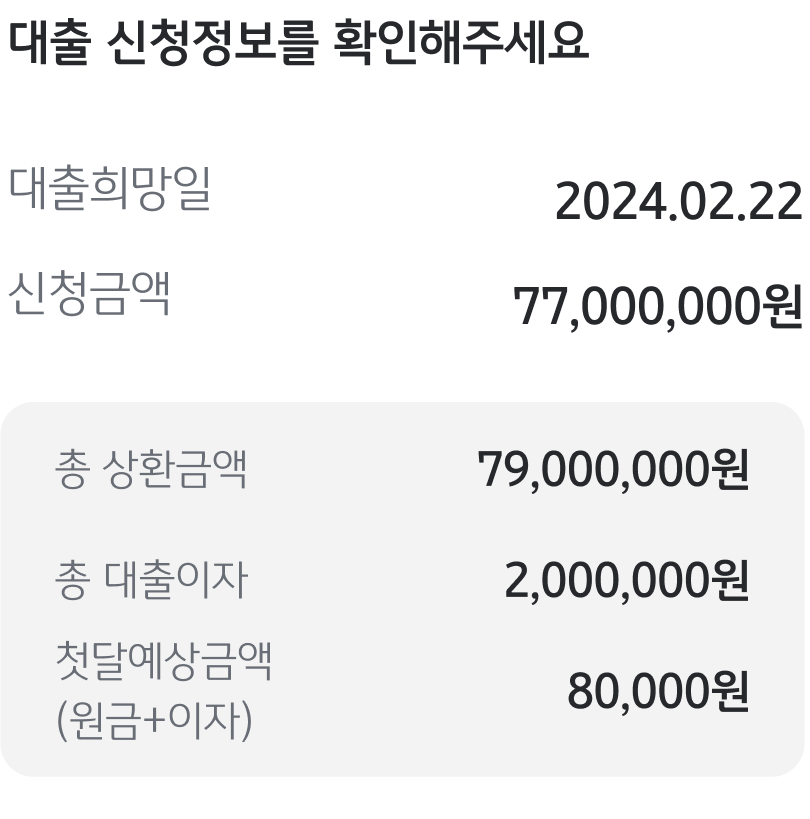 대출 신청정보를 확인해주세요
대출희망일 2024.02.22
신청금액 77,000,000원
총 상환금액 79,000,000원
총 대출이자 2,000,000원
첫달예상금액
(원금+이자) 80,000원